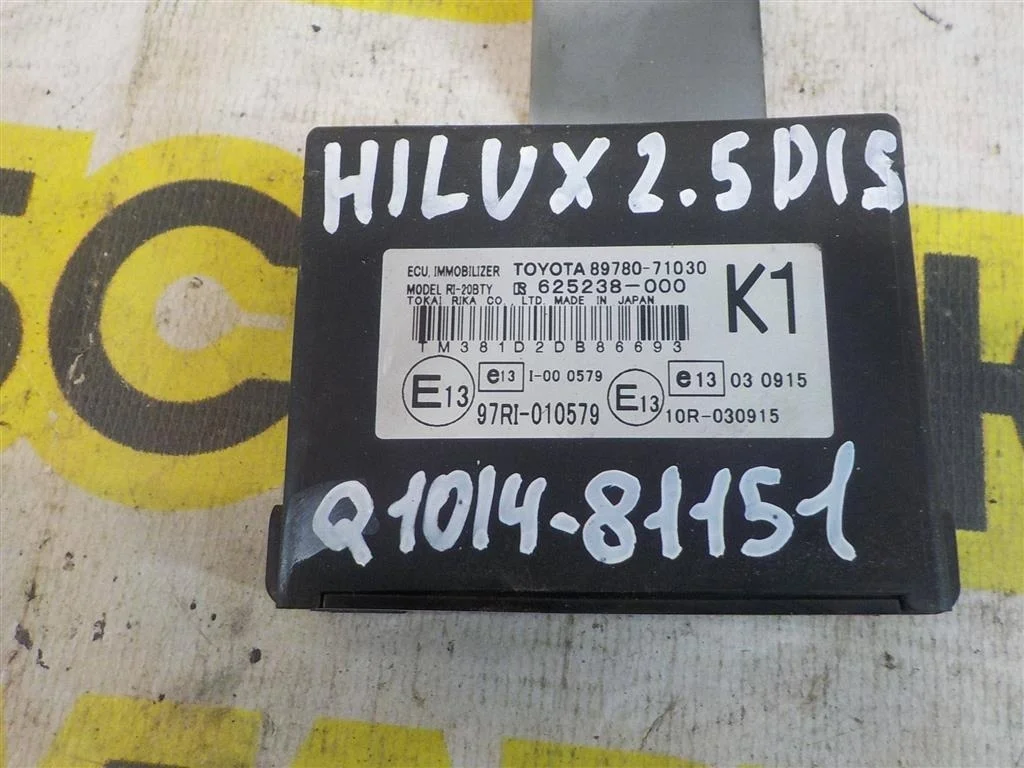 HILUX 2.5 DIS
ECU, IMMOBILIZER TOYOTA 89780-71030
MODEL RI-20BTY 625238-000
TOKAI RIKA CO., LTD. MADE IN JAPAN
K1
TM381D2DB86693
E13 e13 I-00 0579 E13 e13 03 0915
97RI-010579 10R-030915
Q1014-81151